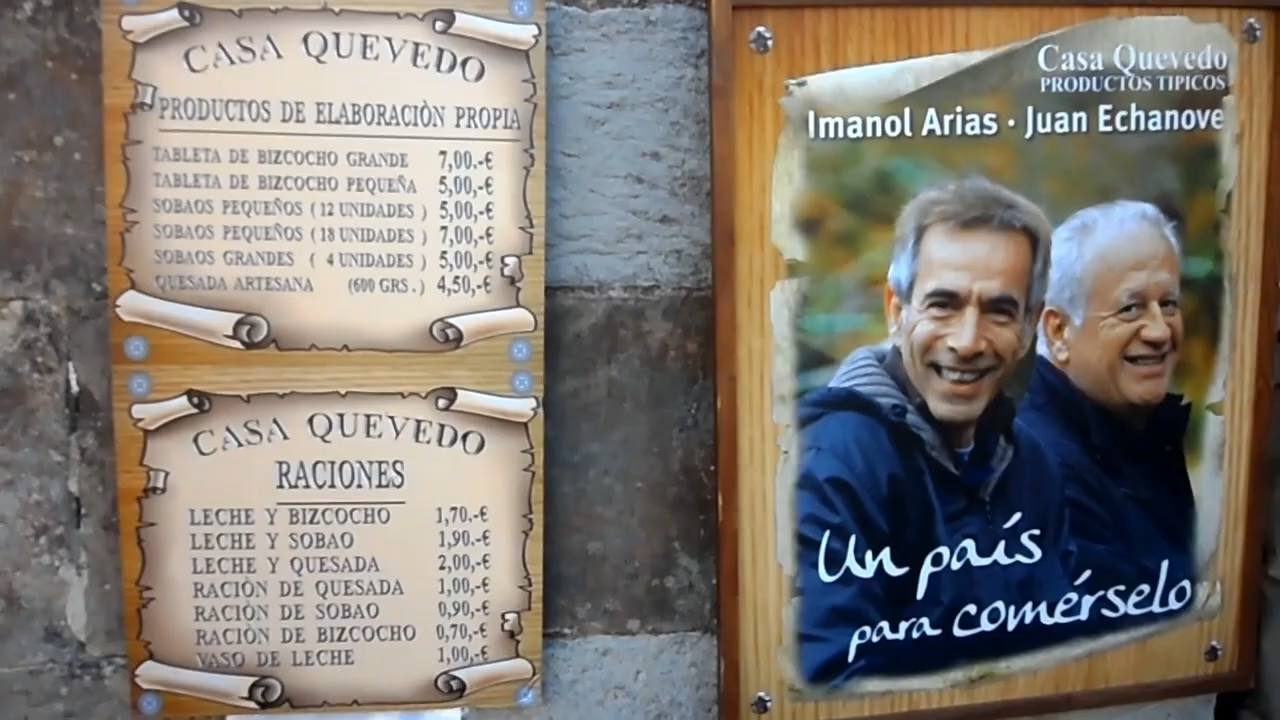 CASA QUEVEDO
PRODUCTOS DE ELABORACIÒN PROPIA
TABLETA DE BIZCOCHO GRANDE 7,00.-€
TABLETA DE BIZCOCHO PEQUEÑA 5,00,-€
SOBAOS PEQUEÑOS ( 12 UNIDADES ) 5,00,-€
SOBAOS PEQUEÑOS ( 18 UNIDADES ) 7,00,-€
SOBAOS GRANDES ( 4 UNIDADES ) 5,00,-€
QUESADA ARTESANA (600 GRS.) 4,50,-€
CASA QUEVEDO
RACIONES
LECHE Y BIZCOCHO 1,70.-€
LECHE Y SOBAO 1,90.-€
LECHE Y QUESADA 2,00,-€
RACIÒN DE QUESADA 1,00,-€
RACIÒN DE SOBAO 0,90,-€
RACIÒN DE BIZCOCHO 0,70,-€
VASO DE LECHE 1,00,-€
Casa Quevedo
PRODUCTOS TIPICOS
Imanol Arias · Juan Echanove
Un país
para comérselo